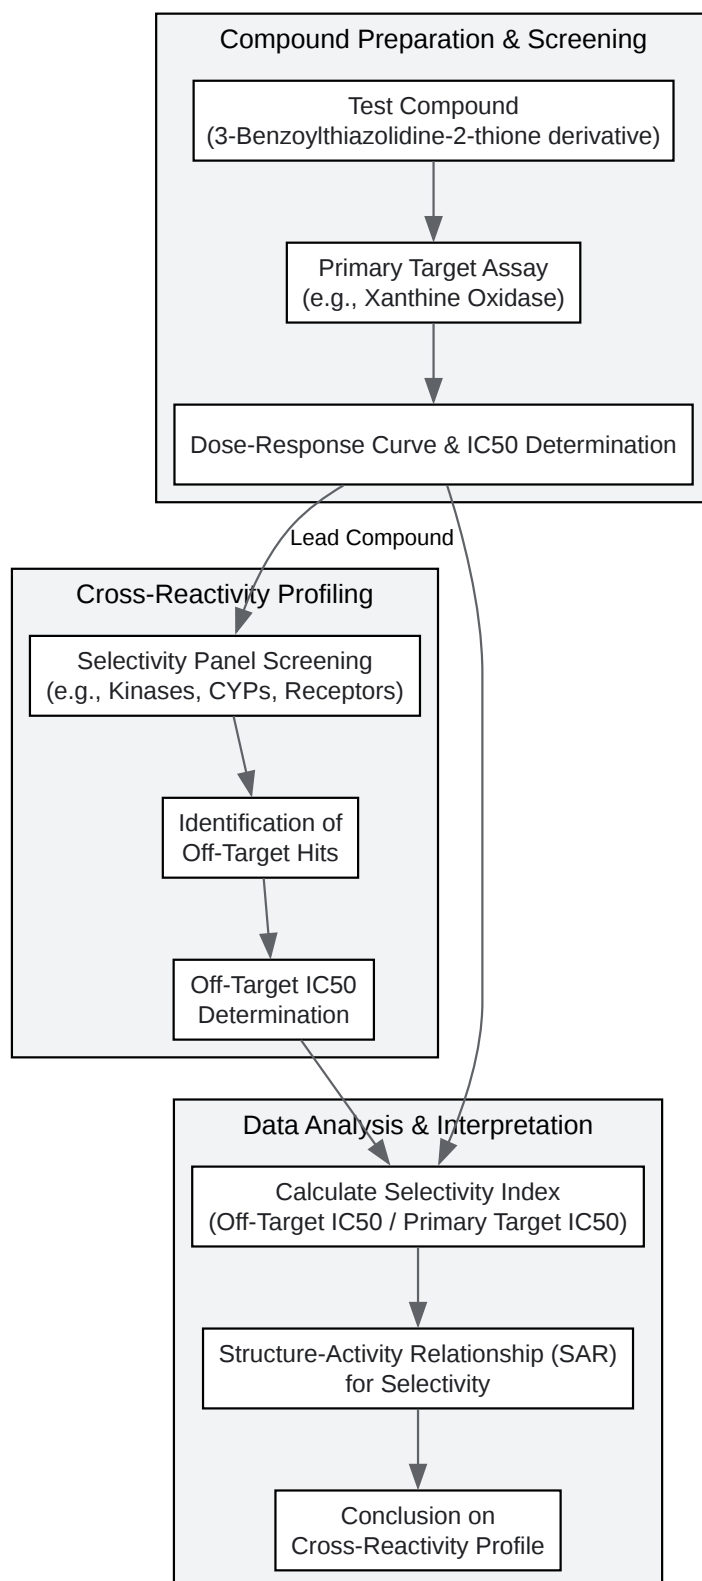 Compound Preparation & Screening
Test Compound
(3-Benzoylthiazolidine-2-thione derivative)
Primary Target Assay
(e.g., Xanthine Oxidase)
Dose-Response Curve & IC50 Determination
Lead Compound
Cross-Reactivity Profiling
Selectivity Panel Screening
(e.g., Kinases, CYPs, Receptors)
Identification of
Off-Target Hits
Off-Target IC50
Determination
Data Analysis & Interpretation
Calculate Selectivity Index
(Off-Target IC50 / Primary Target IC50)
Structure-Activity Relationship (SAR)
for Selectivity
Conclusion on
Cross-Reactivity Profile